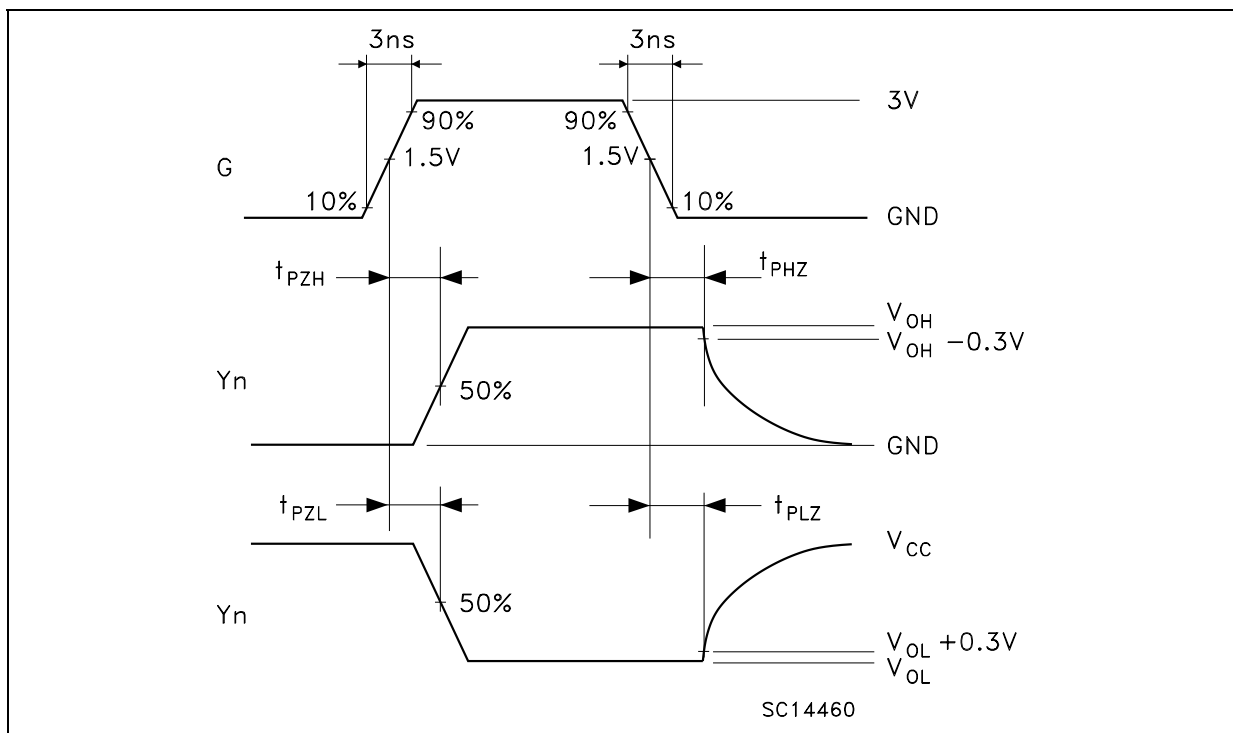 3ns 3ns
3V
90% 90%
G 1.5V 1.5V
10% 10%
GND
tPZH tPHZ
VOH
VOH −0.3V
Yn 50%
GND
tPZL tPLZ
VCC
Yn 50%
VOL +0.3V
VOL
SC14460